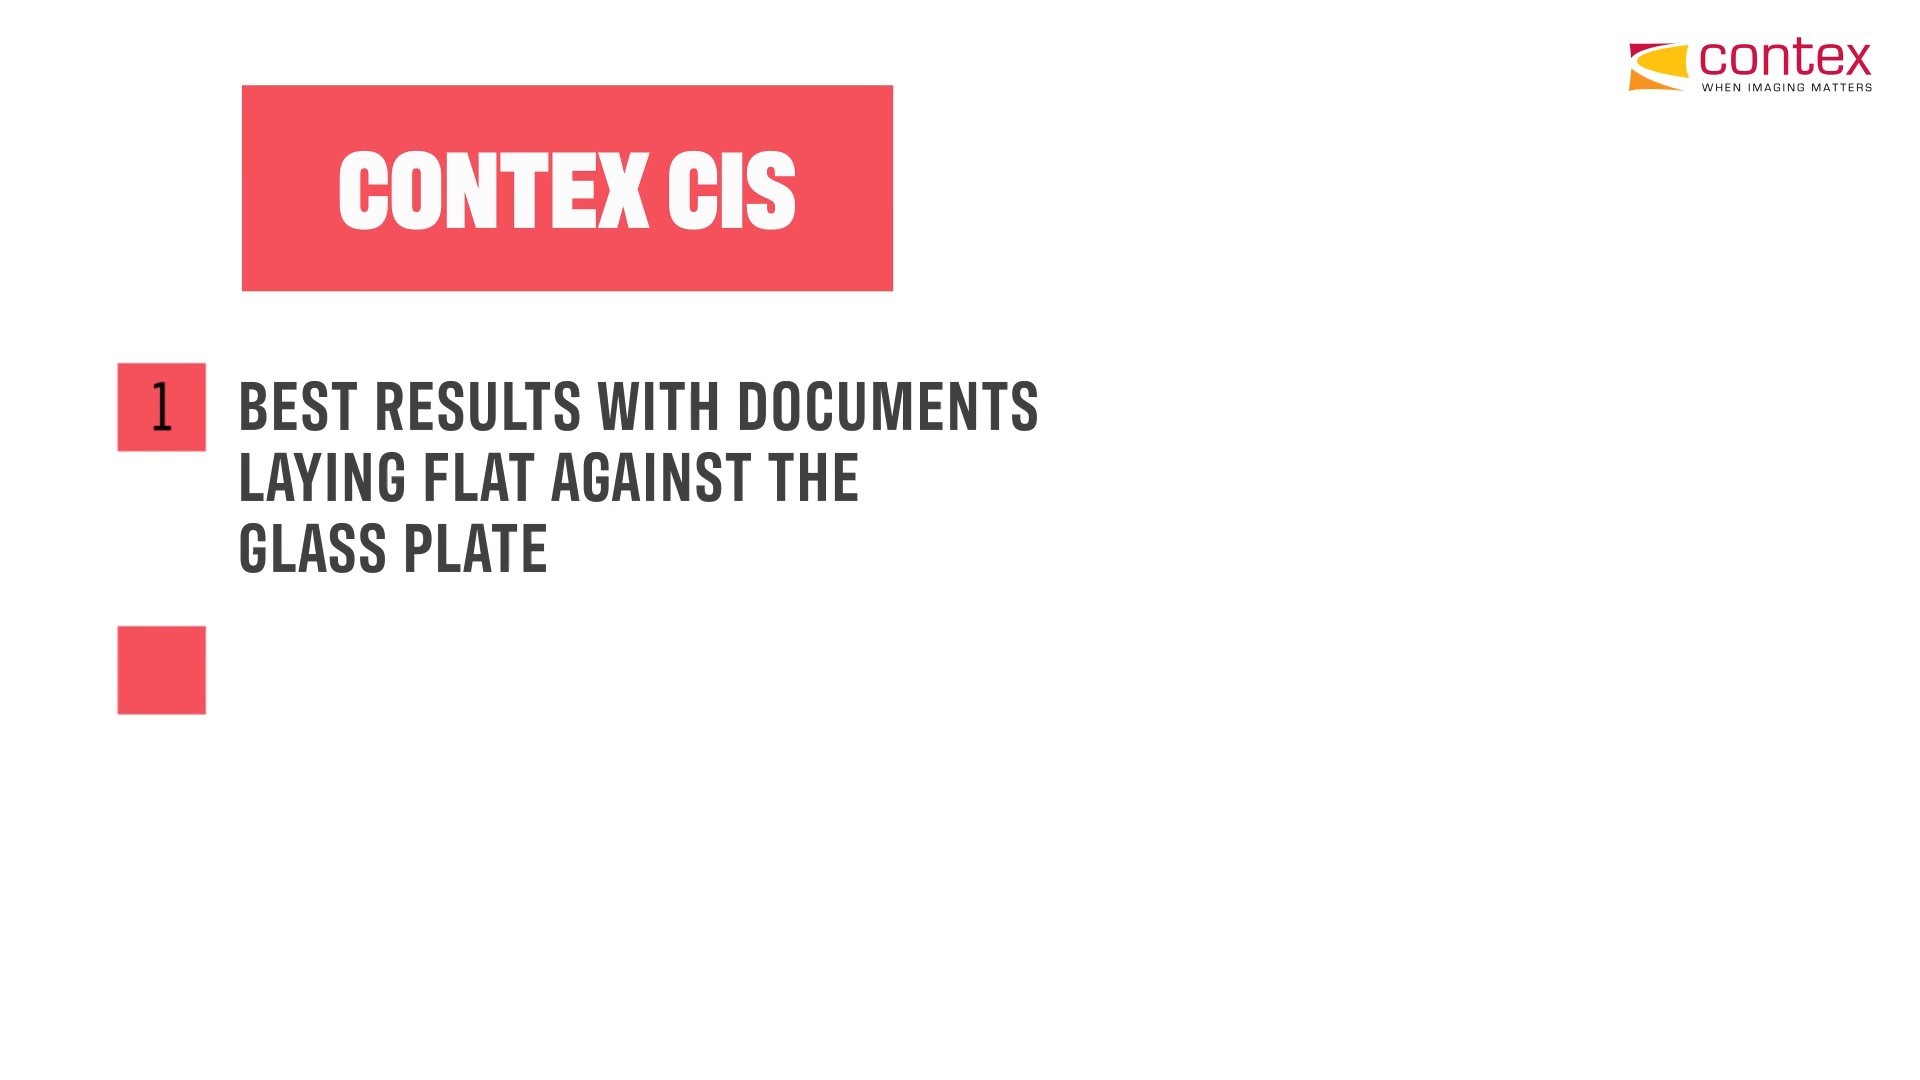 contex
WHEN IMAGING MATTERS
CONTEX CIS
1
BEST RESULTS WITH DOCUMENTS
LAYING FLAT AGAINST THE
GLASS PLATE